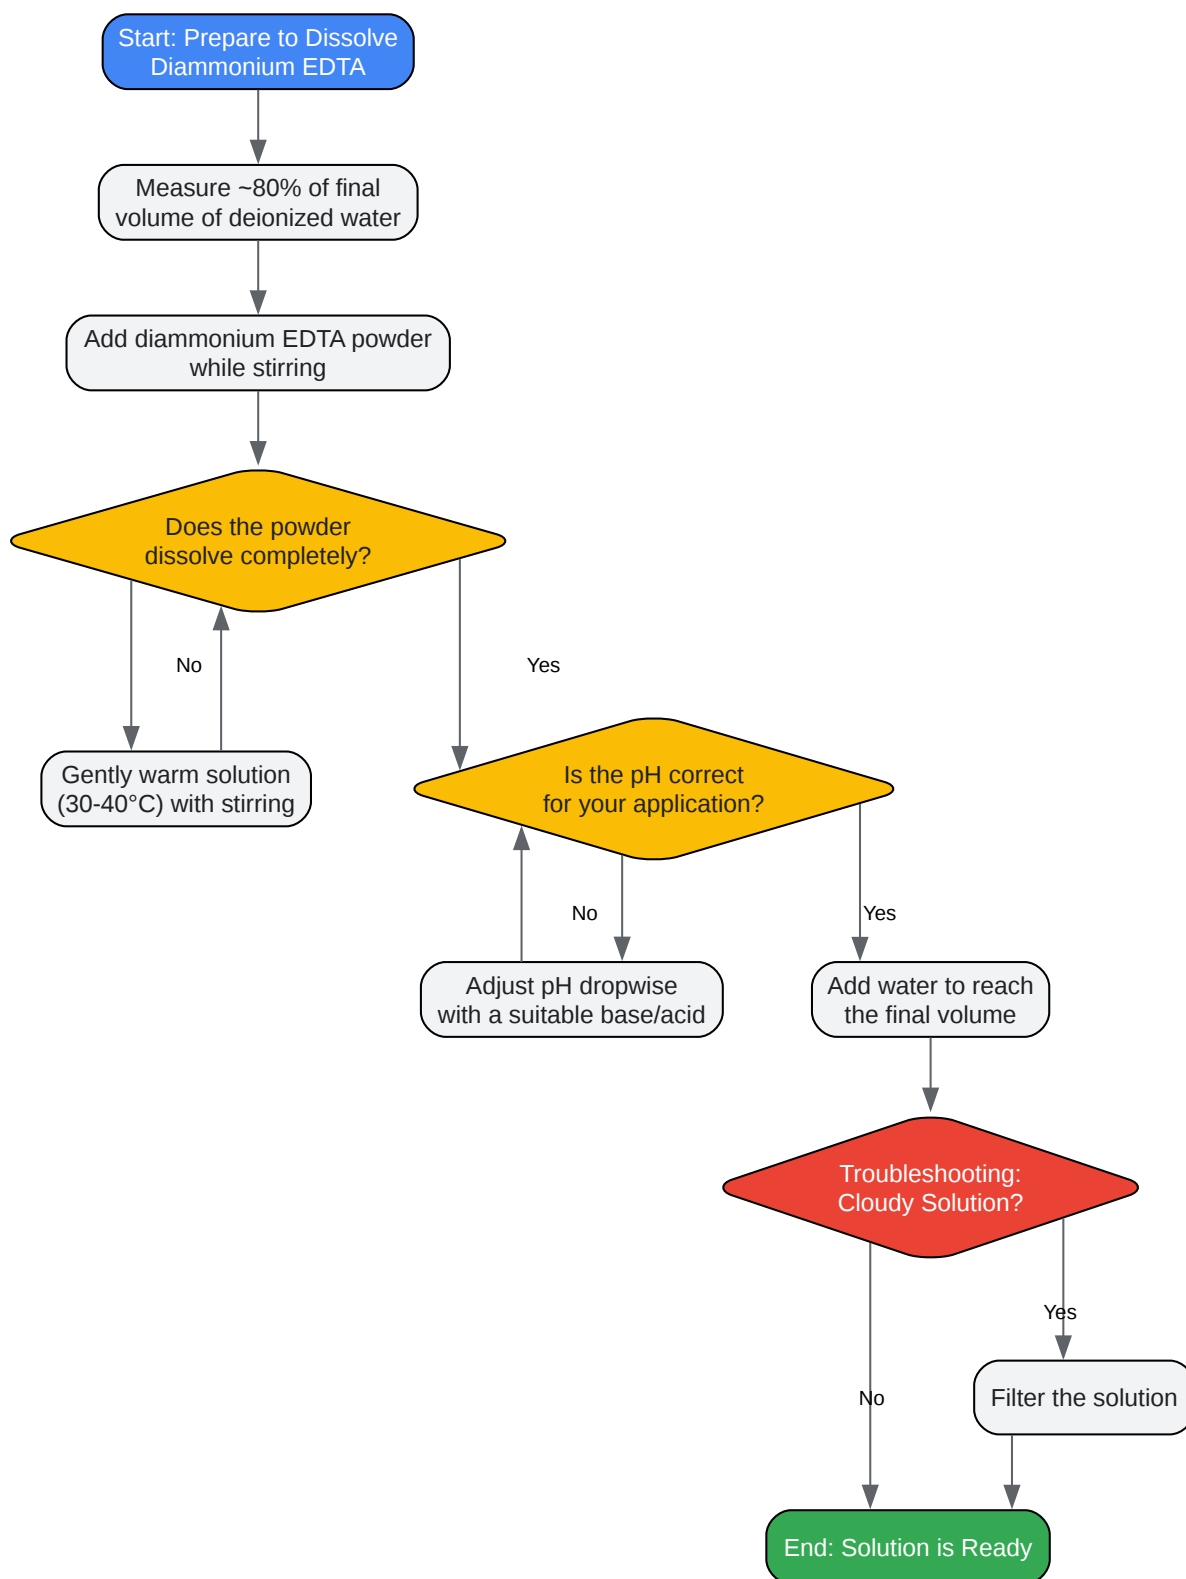 Start: Prepare to Dissolve
Diammonium EDTA
Measure ~80% of final
volume of deionized water
Add diammonium EDTA powder
while stirring
Does the powder
dissolve completely?
No
Yes
Gently warm solution
(30-40°C) with stirring
Is the pH correct
for your application?
No
Yes
Adjust pH dropwise
with a suitable base/acid
Add water to reach
the final volume
Troubleshooting:
Cloudy Solution?
Yes
No
Filter the solution
End: Solution is Ready